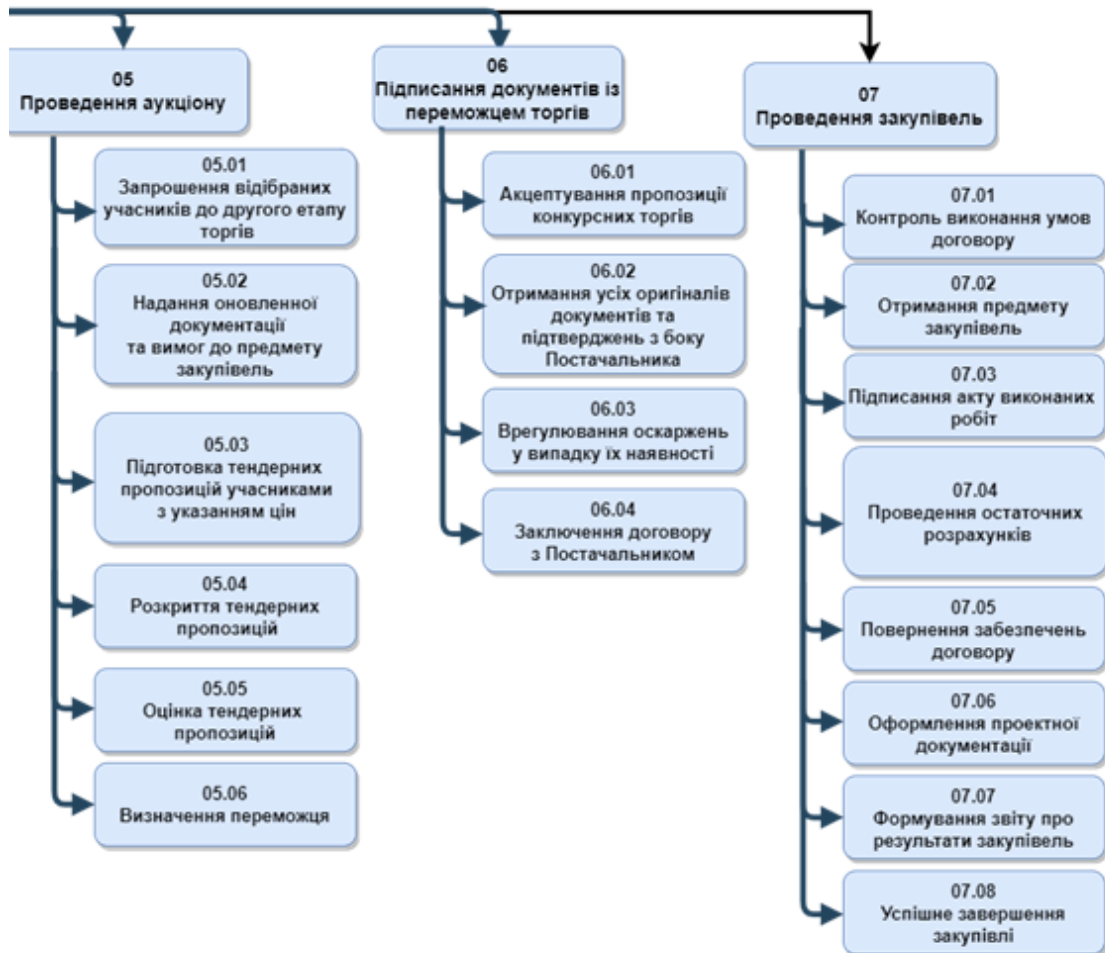 05
Проведення аукціону
05.01
Запрошення відібраних
учасників до другого етапу
торгів
05.02
Надання оновленної
документації
та вимог до предмету
закупівель
05.03
Підготовка тендерних
пропозицій учасниками
з указанням цін
05.04
Розкриття тендерних
пропозицій
05.05
Оцінка тендерних
пропозицій
05.06
Визначення переможця
06
Підписання документів із
переможцем торгів
06.01
Акцептування пропозиції
конкурсних торгів
06.02
Отримання усіх оригіналів
документів та
підтверджень з боку
Постачальника
06.03
Врегулювання оскаржень
у випадку їх наявності
06.04
Заключення договору
з Постачальником
07
Проведення закупівель
07.01
Контроль виконання умов
договору
07.02
Отримання предмету
закупівель
07.03
Підписання акту виконаних
робіт
07.04
Проведення остаточних
розрахунків
07.05
Повернення забезпечень
договору
07.06
Оформлення проектної
документації
07.07
Формування звіту про
результати закупівель
07.08
Успішне завершення
закупівлі